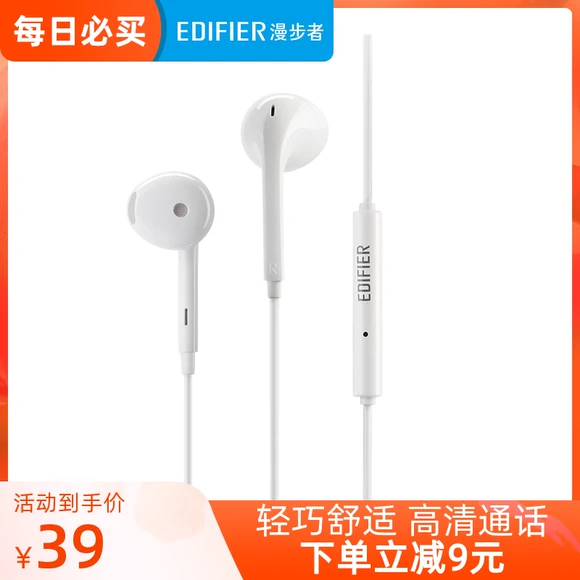 每日必买
EDIFIER漫步者
R
EDIFIER
活动到手价
¥39
轻巧舒适 高清通话
下单立减9元